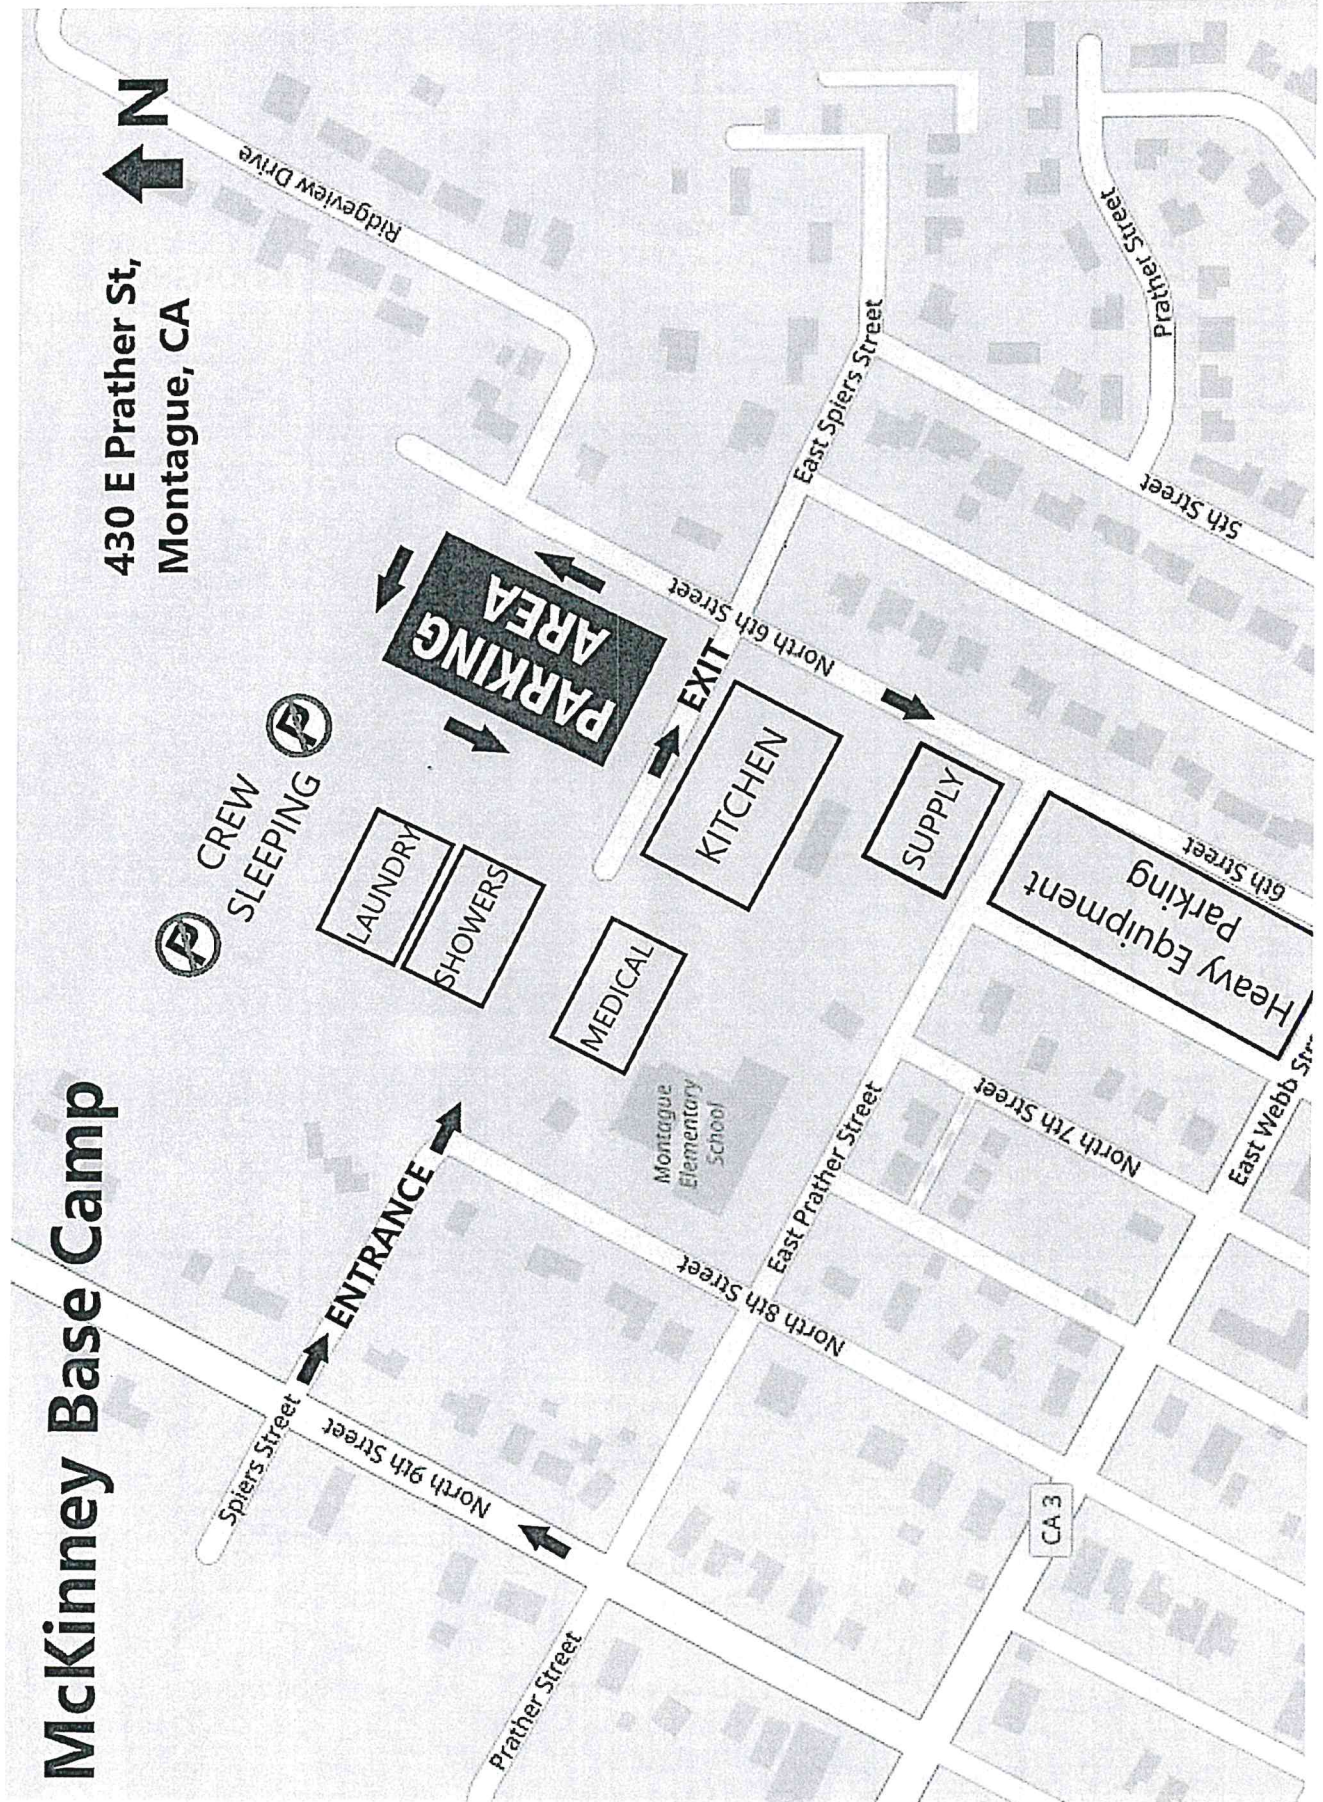 McKinney Base Camp
430 E Prather St,
Montague, CA
N
Ridgeview Drive
CREW
SLEEPING
P
P
LAUNDRY
SHOWERS
MEDICAL
PARKING
AREA
EXIT
KITCHEN
SUPPLY
Heavy Equipment
Parking
ENTRANCE
Spiers Street
North 9th Street
Prather Street
Montague
Elementary
School
North 8th Street
East Prather Street
North 7th Street
North 6th Street
6th Street
East Spiers Street
5th Street
Prather Street
East Webb Str
CA 3